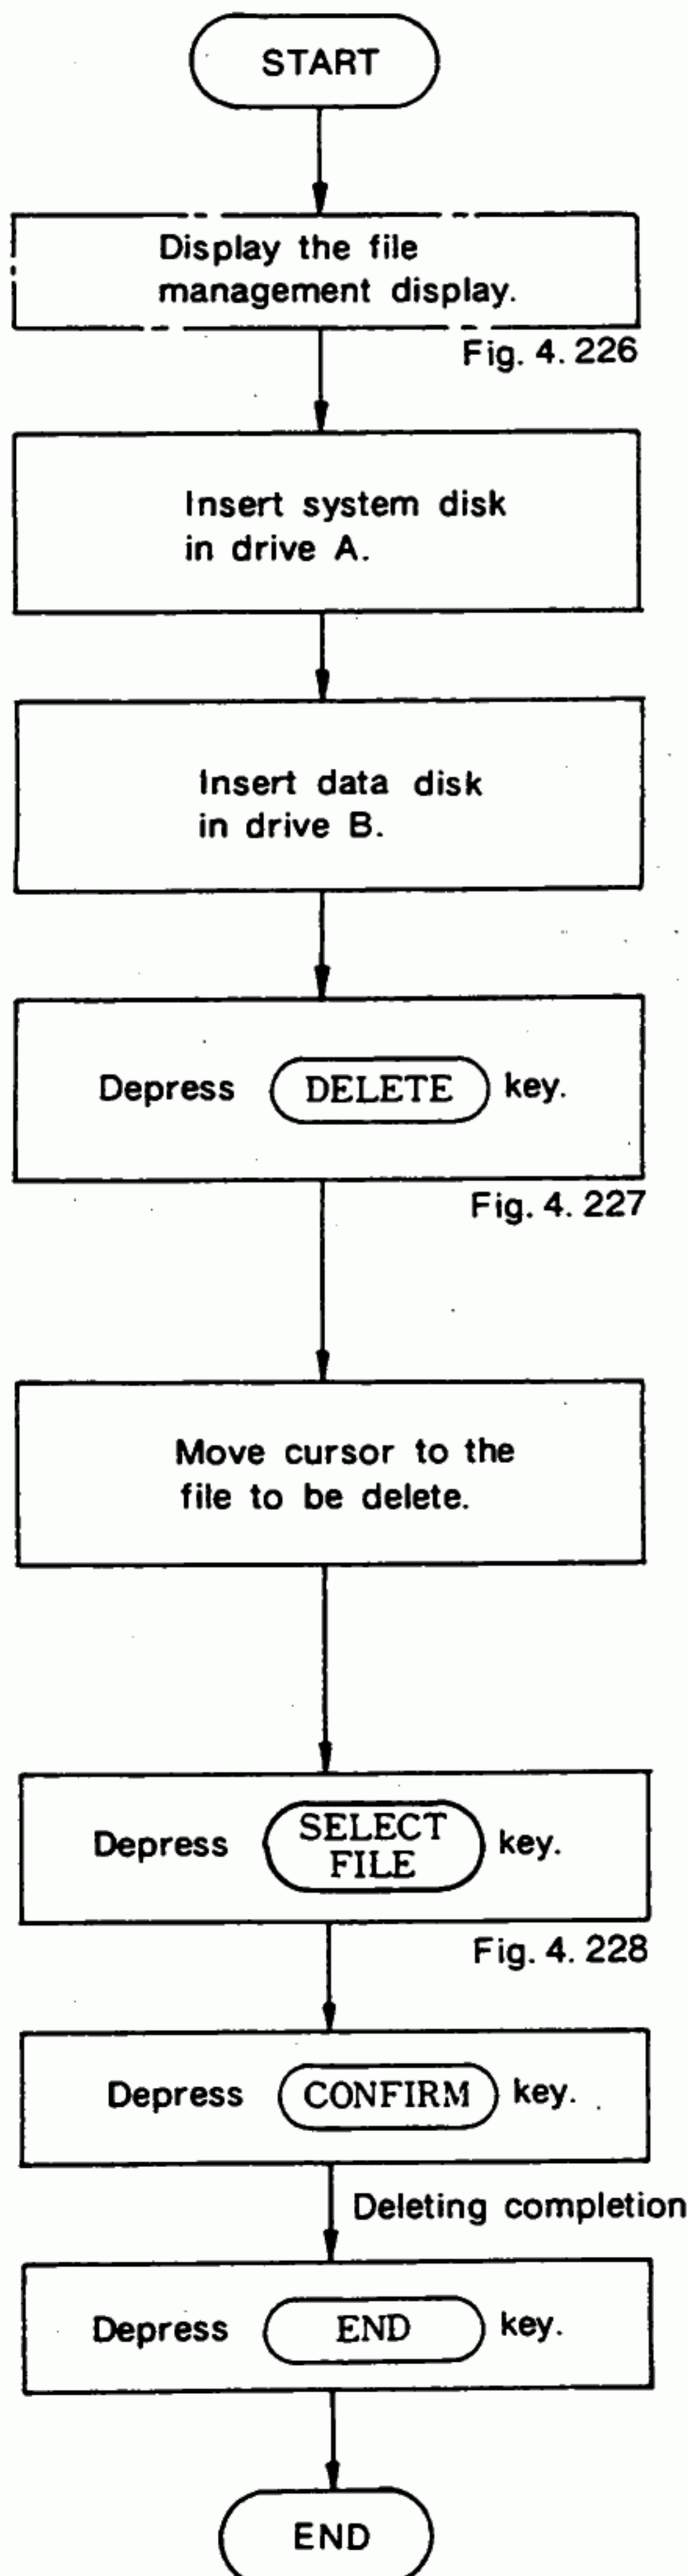 START
Display the file
management display.
Fig. 4. 226
Insert system disk
in drive A.
Insert data disk
in drive B.
Depress DELETE key.
Fig. 4. 227
Move cursor to the
file to be delete.
Depress SELECT FILE key.
Fig. 4. 228
Depress CONFIRM key.
Deleting completion
Depress END key.
END